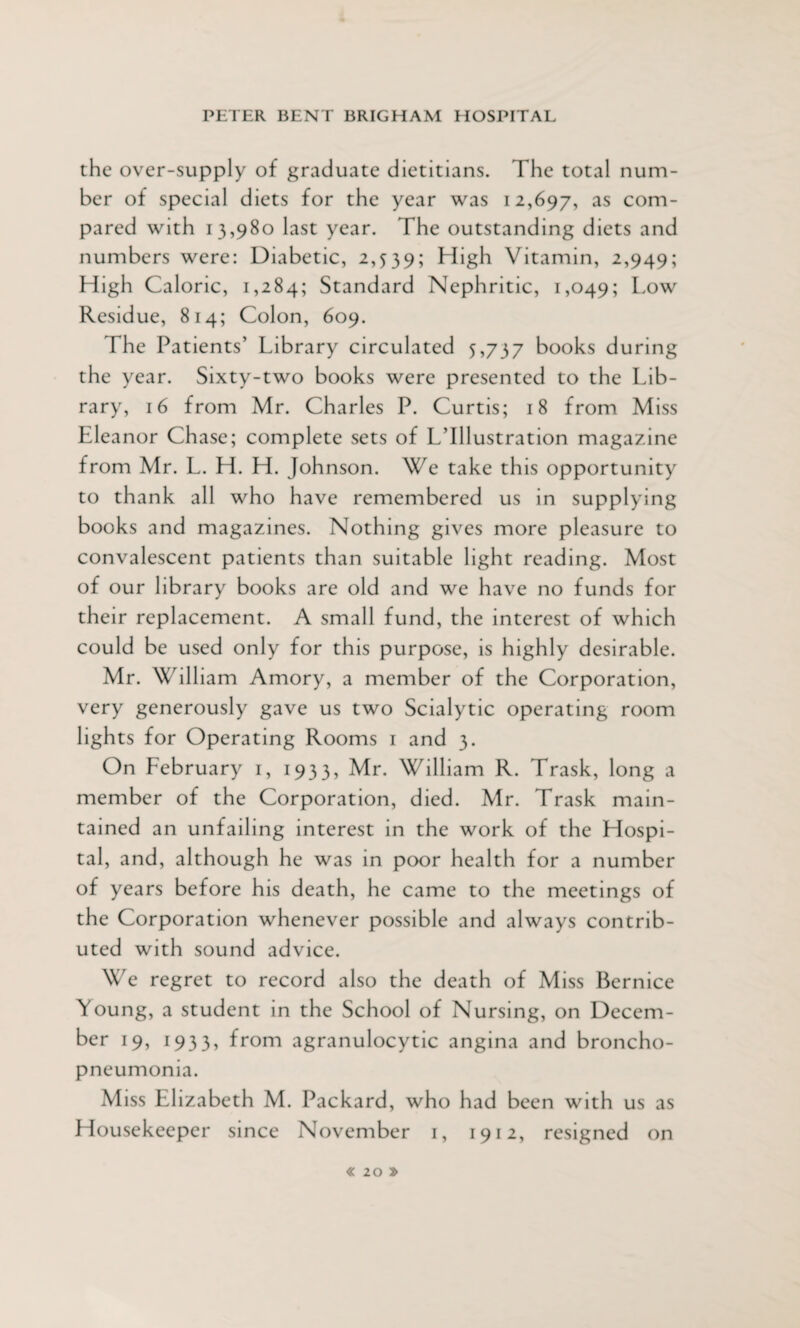 PETER BENT BRIGHAM HOSPITAL
the over-supply of graduate dietitians. The total num-
ber of special diets for the year was 12,697, as com-
pared with 13,980 last year. The outstanding diets and
numbers were: Diabetic, 2,539; High Vitamin, 2,949;
High Caloric, 1,284; Standard Nephritic, 1,049; Low
Residue, 814; Colon, 609.
The Patients' Library circulated 5,737 books during
the year. Sixty-two books were presented to the Lib-
rary, 16 from Mr. Charles P. Curtis; 18 from Miss
Eleanor Chase; complete sets of L'Illustration magazine
from Mr. L. H. H. Johnson. We take this opportunity
to thank all who have remembered us in supplying
books and magazines. Nothing gives more pleasure to
convalescent patients than suitable light reading. Most
of our library books are old and we have no funds for
their replacement. A small fund, the interest of which
could be used only for this purpose, is highly desirable.
Mr. William Amory, a member of the Corporation,
very generously gave us two Scialytic operating room
lights for Operating Rooms 1 and 3.
On February 1, 1933, Mr. William R. Trask, long a
member of the Corporation, died. Mr. Trask main-
tained an unfailing interest in the work of the Hospi-
tal, and, although he was in poor health for a number
of years before his death, he came to the meetings of
the Corporation whenever possible and always contrib-
uted with sound advice.
We regret to record also the death of Miss Bernice
Young, a student in the School of Nursing, on Decem-
ber 19, 1933, from agranulocytic angina and broncho-
pneumonia.
Miss Elizabeth M. Packard, who had been with us as
Housekeeper since November 1, 1912, resigned on
« 20 »